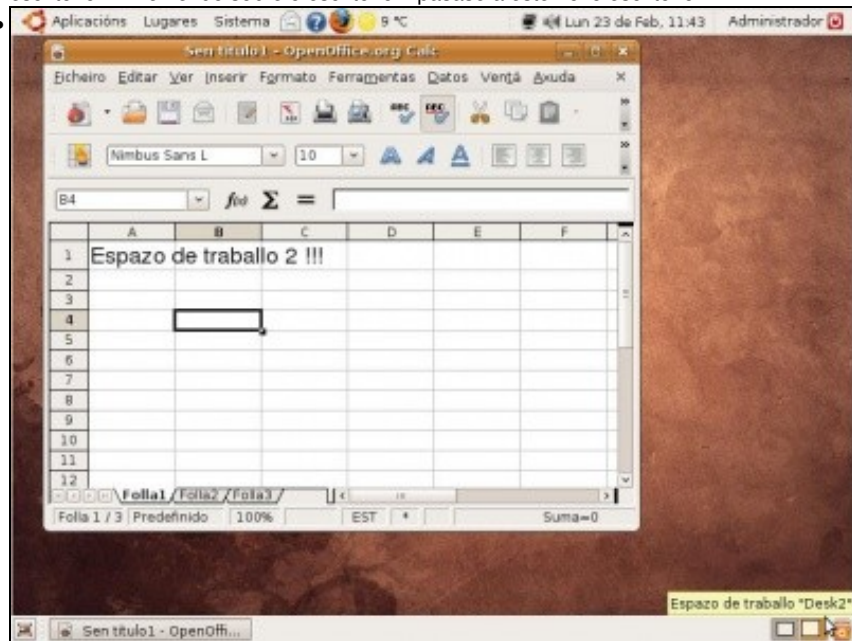 Aplicacións Lugares Sistema 9 ℃ Lun 23 de Feb, 11:43 Administrador
Sen título1 - OpenOffice.org Calc
Ficheiro Editar Ver Inserir Formato Ferramentas Datos Ventá Axuda
Nimbus Sans L 10
B4 f(x) Σ =
A B C D E F
1 Espazo de traballo 2 !!!
2
3
4
5
6
7
8
9
10
11
12
Folla1 Folla2 Folla3
Folla 1 / 3 Predefinido 100% EST * Suma=0
Espazo de traballo "Desk2"
Sen título1 - OpenOffi...